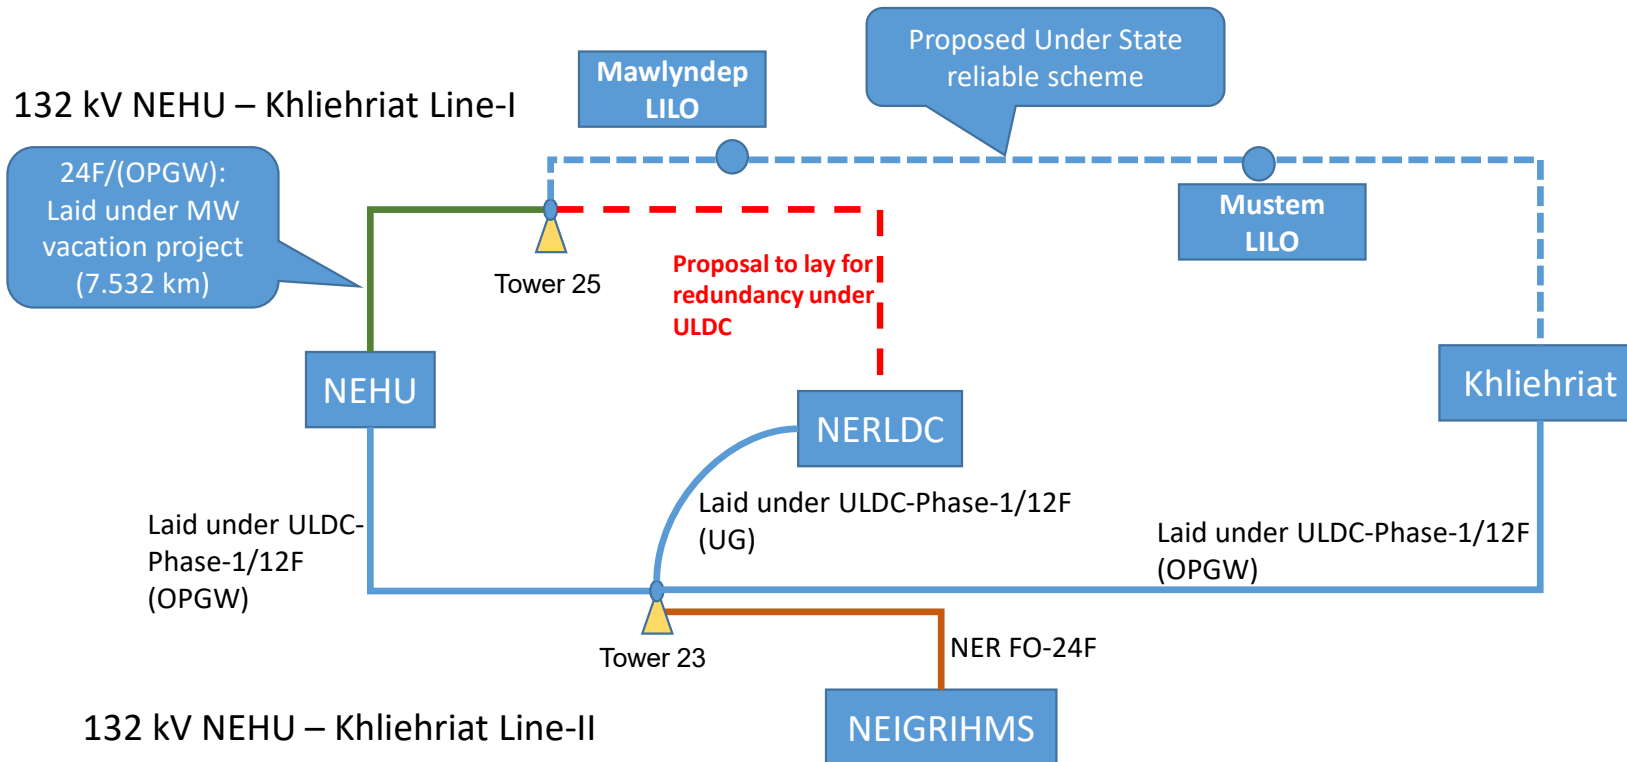 Proposed Under State
reliable scheme
Mawlyndep
LILO
132 kV NEHU – Khliehriat Line-I
24F/(OPGW):
Laid under MW
vacation project
(7.532 km)
Mustem
LILO
Tower 25
Proposal to lay for
redundancy under
ULDC
NEHU
Khliehriat
NERLDC
Laid under ULDC-
Phase-1/12F
(OPGW)
Laid under ULDC-Phase-1/12F
(UG)
Laid under ULDC-Phase-1/12F
(OPGW)
Tower 23
NER FO-24F
132 kV NEHU – Khliehriat Line-II
NEIGRIHMS